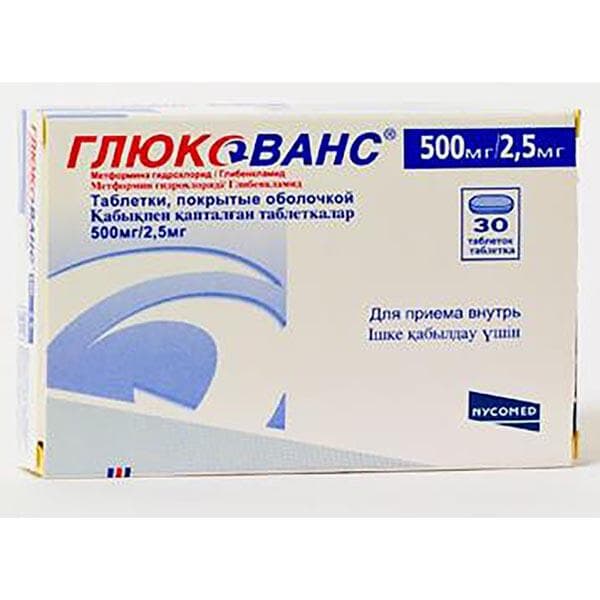 ГЛЮКОВАНС® 500мг/2,5мг
Метформина гидрохлорид / Глибенкламид
Метформин гидрохлориді/ Глибенкламид
Таблетки, покрытые оболочкой
Қабықпен қапталған таблеткалар
500мг/2,5мг
30
таблеток
таблетка
Для приема внутрь
Ішке қабылдау үшін
NYCOMED